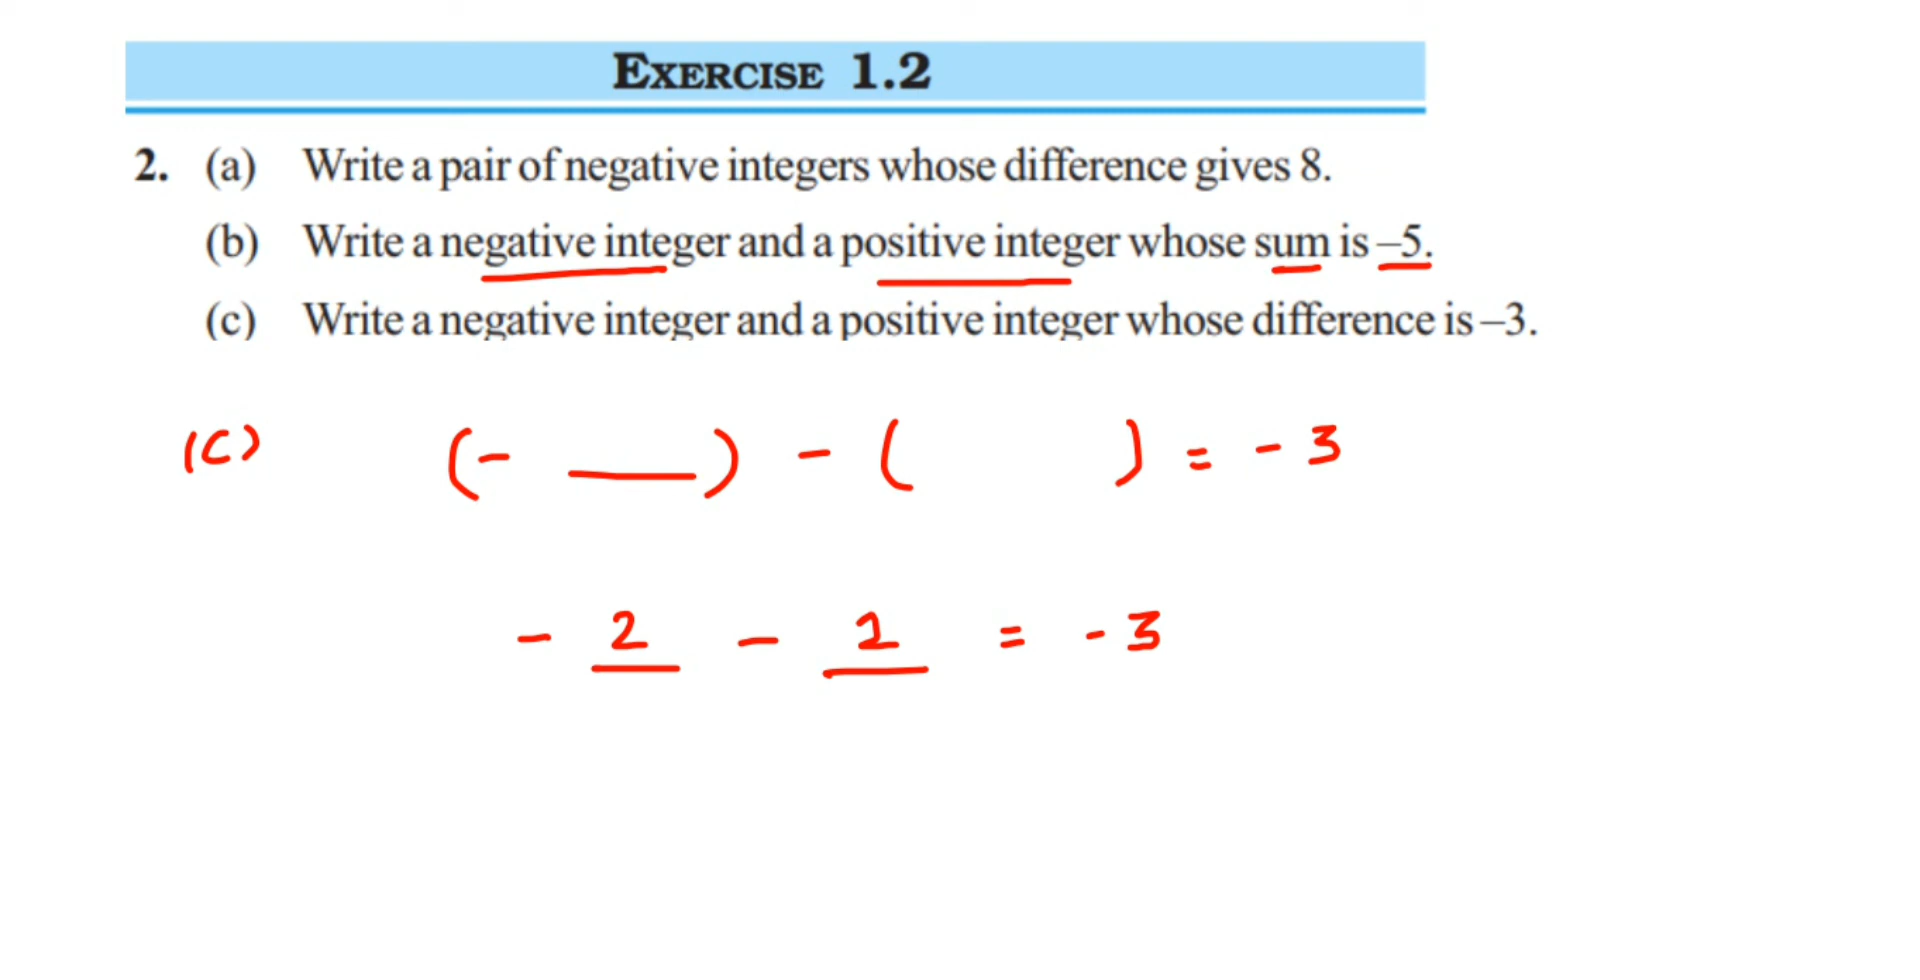 EXERCISE 1.2
2. (a) Write a pair of negative integers whose difference gives 8.
(b) Write a negative integer and a positive integer whose sum is –5.
(c) Write a negative integer and a positive integer whose difference is –3.
(C) (- __) - ( ) = - 3
- 2 - 1 = - 3